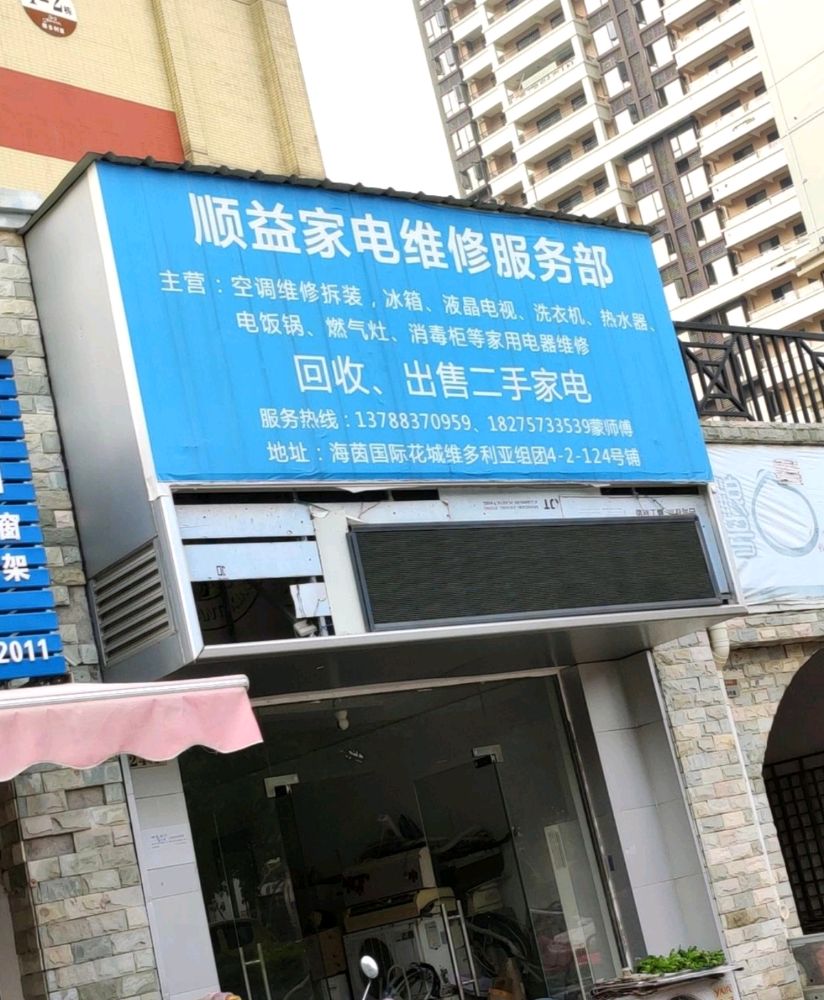 顺益家电维修服务部
主营：空调维修拆装，冰箱、液晶电视、洗衣机、热水器、
电饭锅、燃气灶、消毒柜等家用电器维修
回收、出售二手家电
服务热线：13788370959、18275733539蒙师傅
地址：海茵国际花城维多利亚组团4-2-124号铺
窗
架
2011
JT